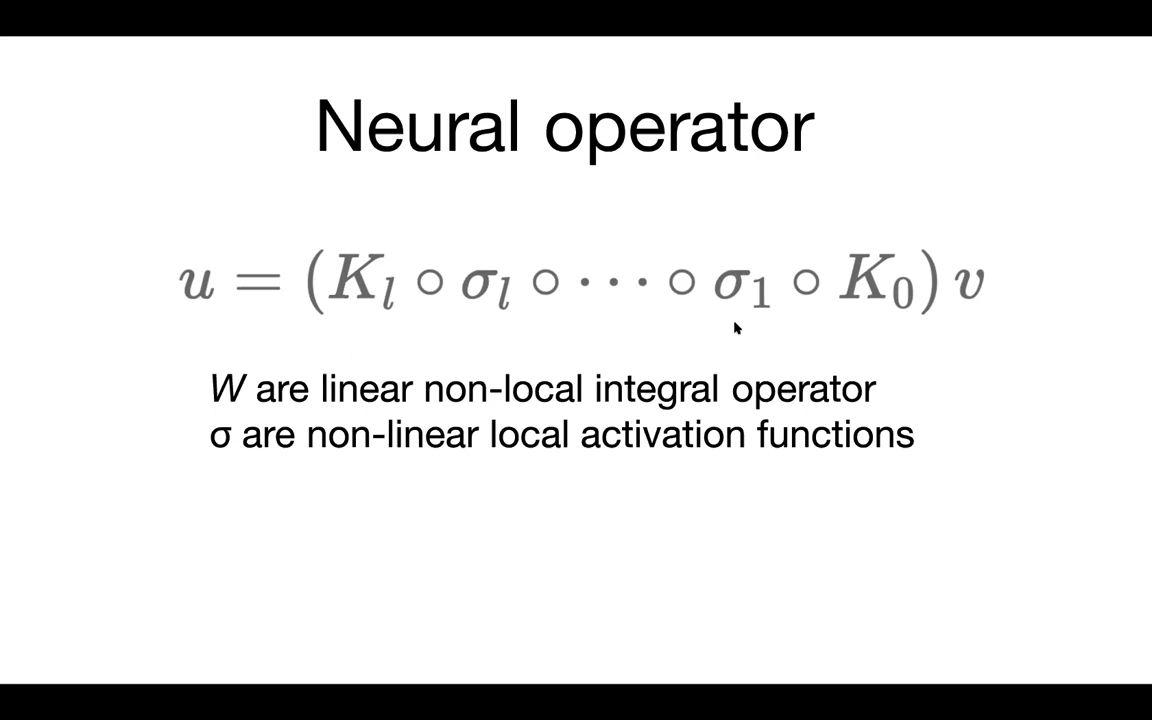 Neural operator
u = (K_l ∘ σ_l ∘ ⋯ ∘ σ_1 ∘ K_0) v
W are linear non-local integral operator
σ are non-linear local activation functions